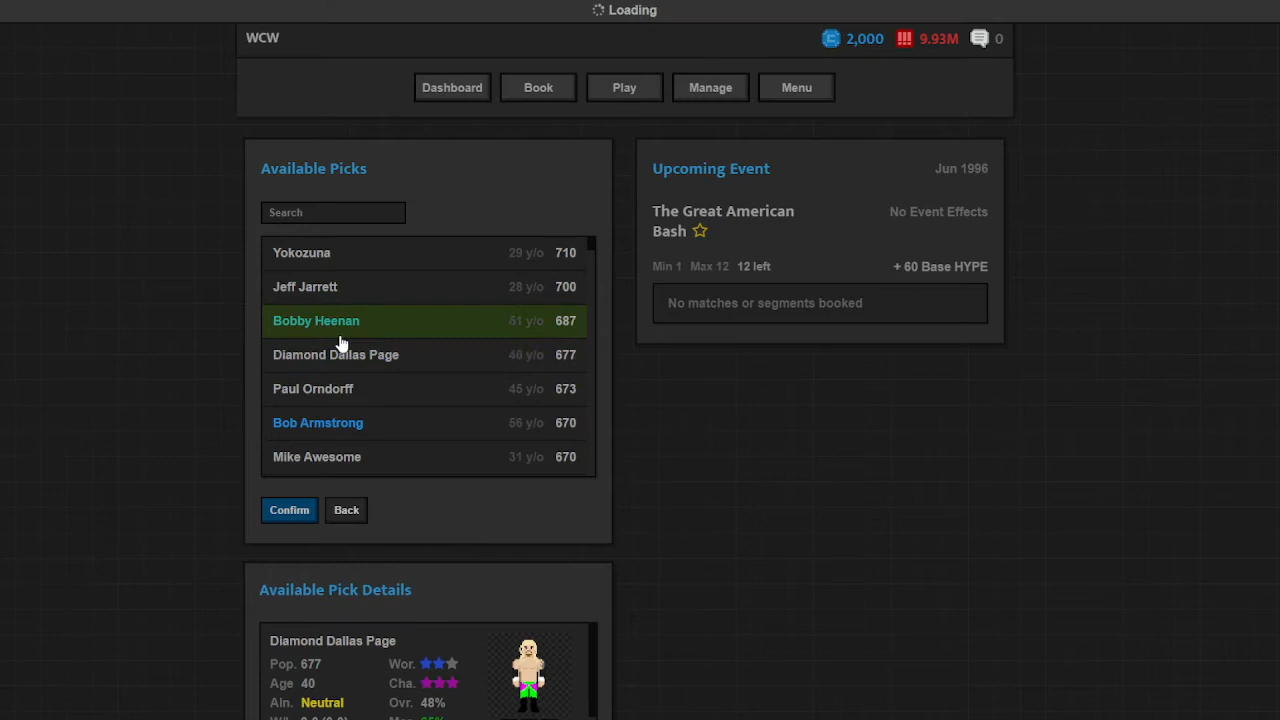 Loading
WCW 2,000 9.93M 0
Dashboard Book Play Manage Menu
Available Picks
Search
Yokozuna 29 y/o 710
Jeff Jarrett 28 y/o 700
Bobby Heenan 51 y/o 687
Diamond Dallas Page 40 y/o 677
Paul Orndorff 45 y/o 673
Bob Armstrong 56 y/o 670
Mike Awesome 31 y/o 670
Confirm Back
Upcoming Event Jun 1996
The Great American No Event Effects
Bash
Min 1 Max 12 12 left + 60 Base HYPE
No matches or segments booked
Available Pick Details
Diamond Dallas Page
Pop. 677 Wor.
Age 40 Cha.
Aln. Neutral Ovr. 48%